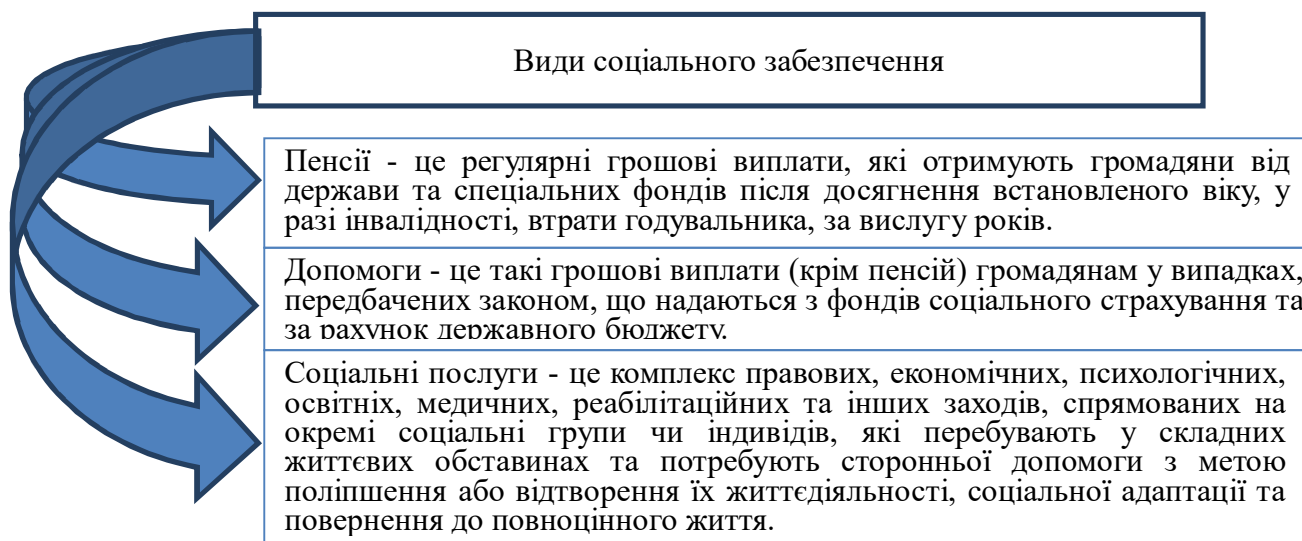 Види соціального забезпечення
Пенсії - це регулярні грошові виплати, які отримують громадяни від
держави та спеціальних фондів після досягнення встановленого віку, у
разі інвалідності, втрати годувальника, за вислугу років.
Допомоги - це такі грошові виплати (крім пенсій) громадянам у випадках,
передбачених законом, що надаються з фондів соціального страхування та
за рахунок державного бюджету.
Соціальні послуги - це комплекс правових, економічних, психологічних,
освітніх, медичних, реабілітаційних та інших заходів, спрямованих на
окремі соціальні групи чи індивідів, які перебувають у складних
життєвих обставинах та потребують сторонньої допомоги з метою
поліпшення або відтворення їх життєдіяльності, соціальної адаптації та
повернення до повноцінного життя.